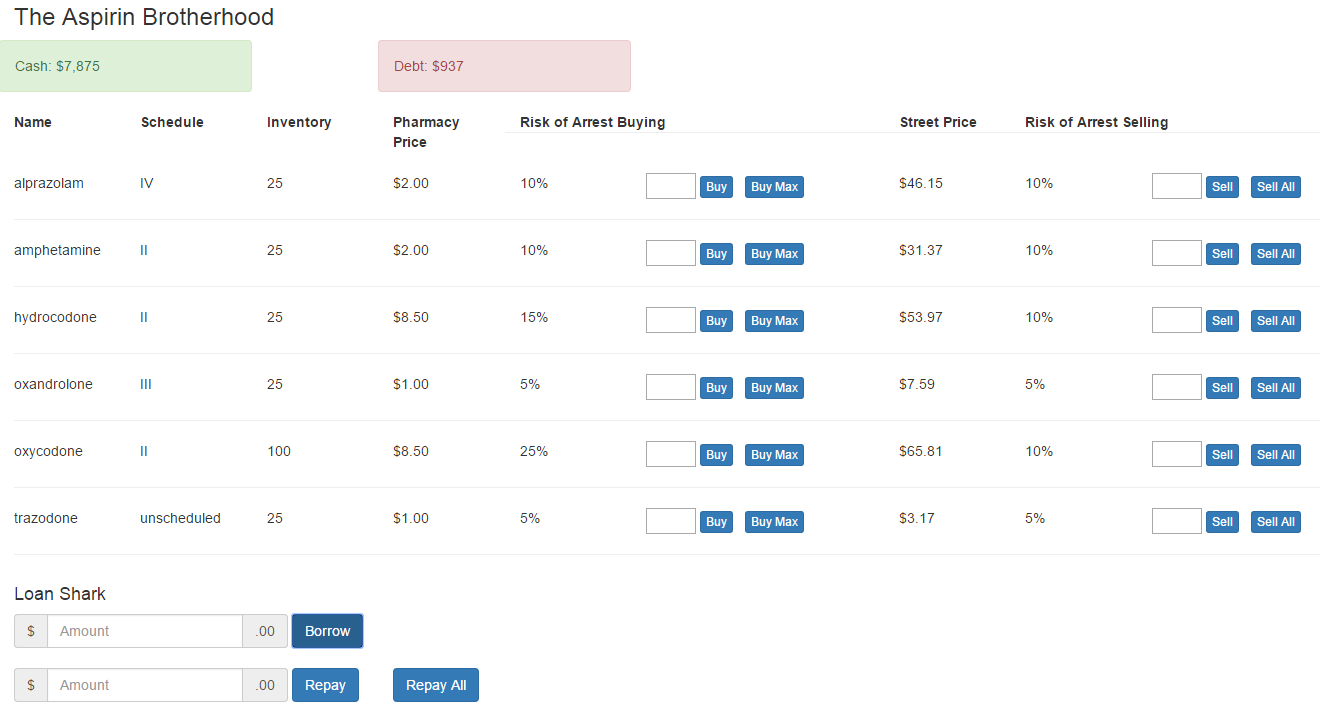 The Aspirin Brotherhood
Cash: $7,875 Debt: $937
Name Schedule Inventory Pharmacy Price Risk of Arrest Buying Street Price Risk of Arrest Selling
alprazolam IV 25 $2.00 10% Buy Buy Max $46.15 10% Sell Sell All
amphetamine II 25 $2.00 10% Buy Buy Max $31.37 10% Sell Sell All
hydrocodone II 25 $8.50 15% Buy Buy Max $53.97 10% Sell Sell All
oxandrolone III 25 $1.00 5% Buy Buy Max $7.59 5% Sell Sell All
oxycodone II 100 $8.50 25% Buy Buy Max $65.81 10% Sell Sell All
trazodone unscheduled 25 $1.00 5% Buy Buy Max $3.17 5% Sell Sell All
Loan Shark
$ Amount .00 Borrow
$ Amount .00 Repay Repay All